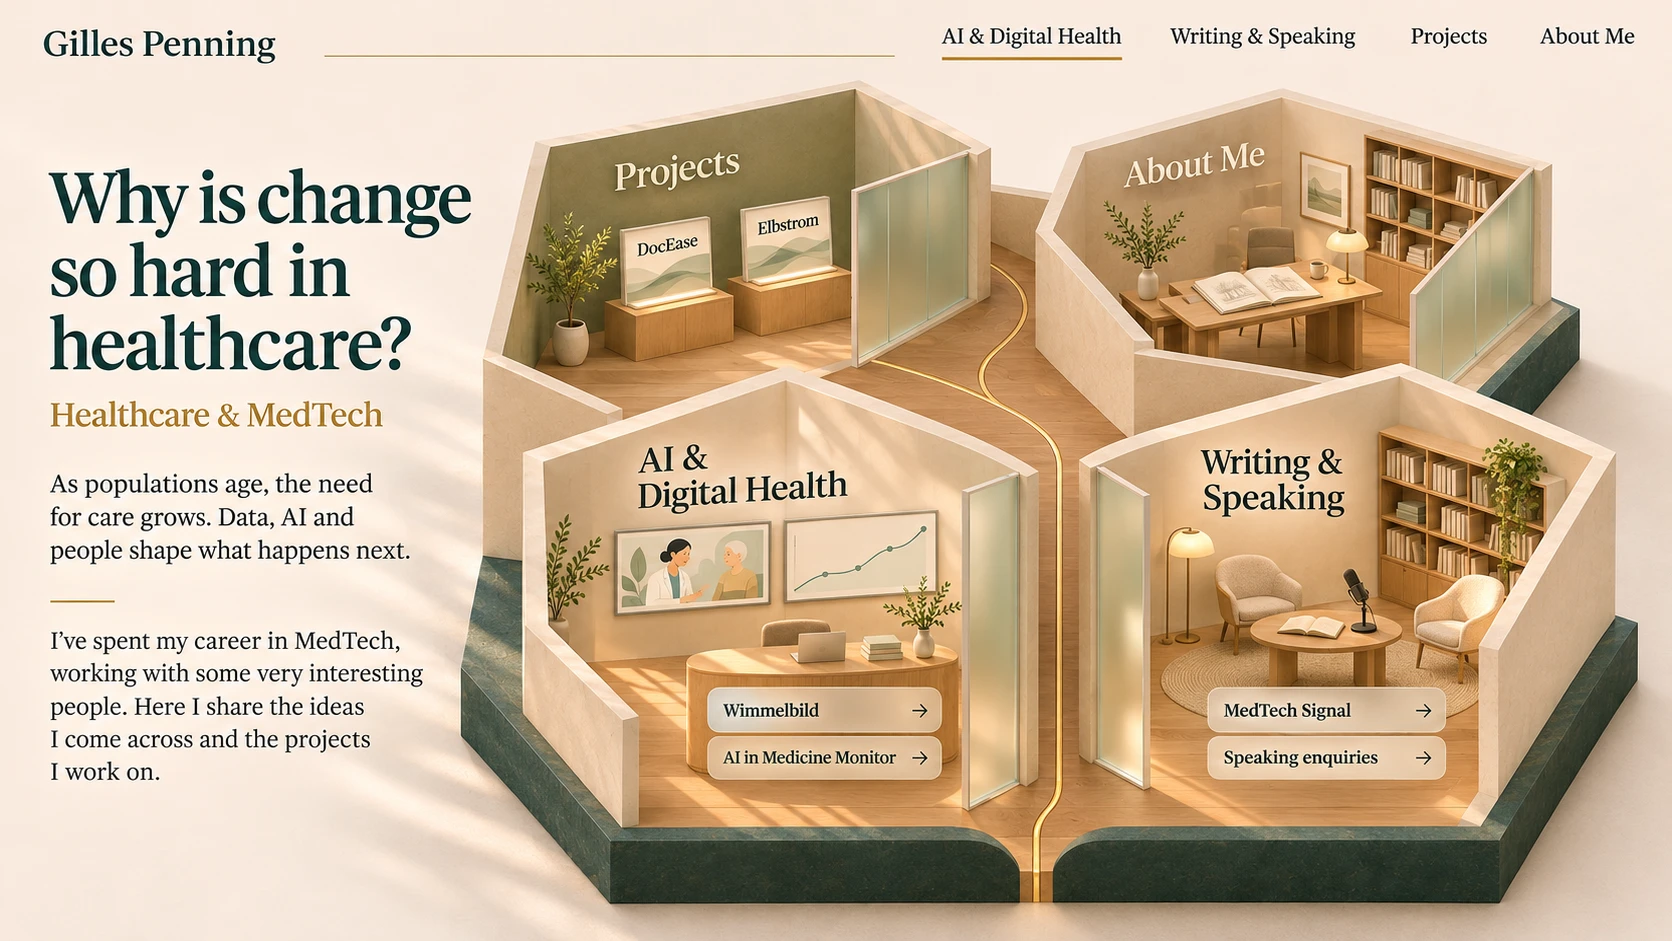 Gilles Penning
AI & Digital Health
Writing & Speaking
Projects
About Me
Why is change
so hard in
healthcare?
Healthcare & MedTech
As populations age, the need
for care grows. Data, AI and
people shape what happens next.
I’ve spent my career in MedTech,
working with some very interesting
people. Here I share the ideas
I come across and the projects
I work on.
Projects
DocEase
Elbstrom
About Me
AI &
Digital Health
Wimmelbild →
AI in Medicine Monitor →
Writing &
Speaking
MedTech Signal →
Speaking enquiries →